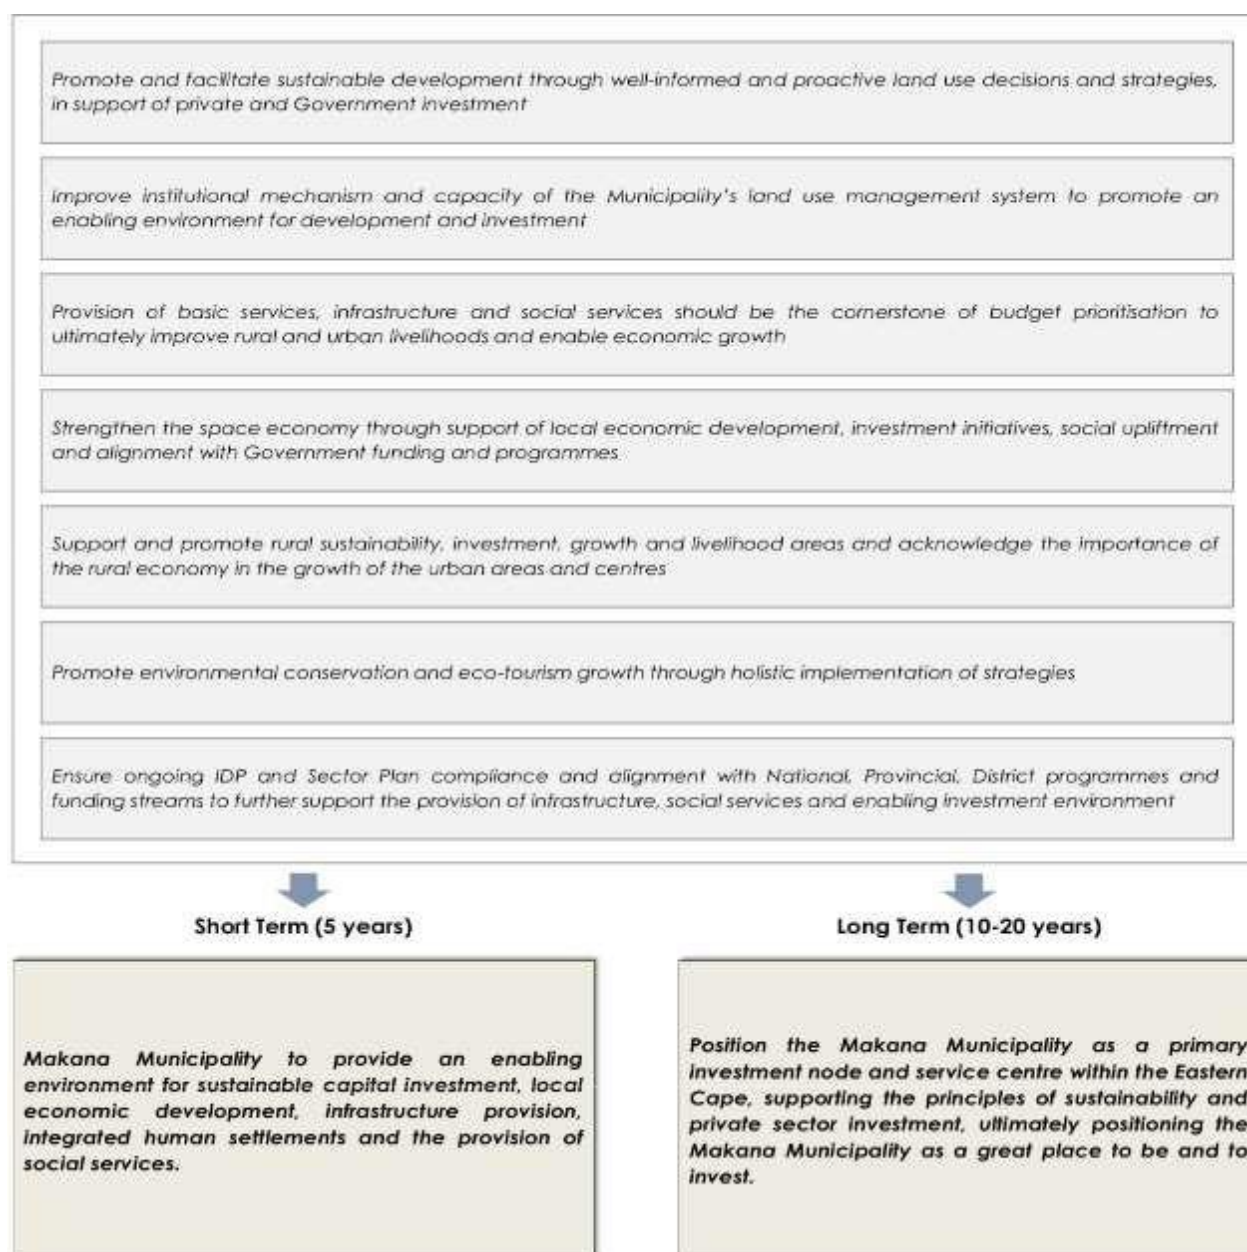 Promote and facilitate sustainable development through well-informed and proactive land use decisions and strategies,
in support of private and Government investment
Improve institutional mechanism and capacity of the Municipality's land use management system to promote an
enabling environment for development and investment
Provision of basic services, infrastructure and social services should be the cornerstone of budget prioritisation to
ultimately improve rural and urban livelihoods and enable economic growth
Strengthen the space economy through support of local economic development, investment initiatives, social upliftment
and alignment with Government funding and programmes
Support and promote rural sustainability, investment, growth and livelihood areas and acknowledge the importance of
the rural economy in the growth of the urban areas and centres
Promote environmental conservation and eco-tourism growth through holistic implementation of strategies
Ensure ongoing IDP and Sector Plan compliance and alignment with National, Provincial, District programmes and
funding streams to further support the provision of infrastructure, social services and enabling investment environment
Short Term (5 years)
Makana Municipality to provide an enabling
environment for sustainable capital investment, local
economic development, infrastructure provision,
integrated human settlements and the provision of
social services.
Long Term (10-20 years)
Position the Makana Municipality as a primary
investment node and service centre within the Eastern
Cape, supporting the principles of sustainability and
private sector investment, ultimately positioning the
Makana Municipality as a great place to be and to
invest.